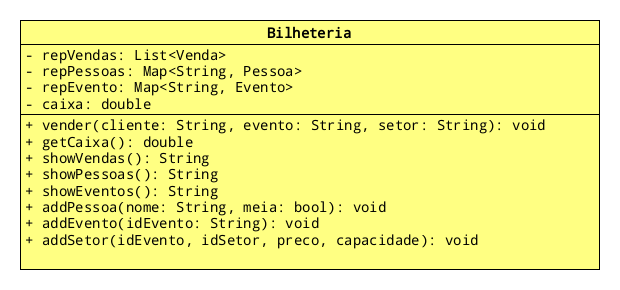 Bilheteria
- repVendas: List<Venda>
- repPessoas: Map<String, Pessoa>
- repEvento: Map<String, Evento>
- caixa: double
+ vender(cliente: String, evento: String, setor: String): void
+ getCaixa(): double
+ showVendas(): String
+ showPessoas(): String
+ showEventos(): String
+ addPessoa(nome: String, meia: bool): void
+ addEvento(idEvento: String): void
+ addSetor(idEvento, idSetor, preco, capacidade): void